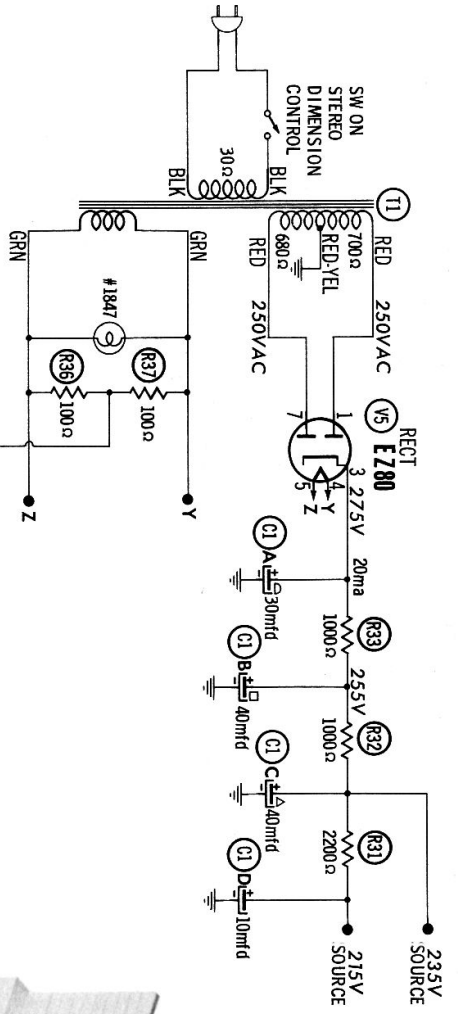 SW ON
STEREO
DIMENSION
CONTROL
BLK
30Ω
BLK
T1
RED
700Ω
RED-YEL
680Ω
RED
250VAC
250VAC
GRN
GRN
#1847
R37
100Ω
R36
100Ω
Y
Z
V5
RECT
EZ80
1
7
3
4
5
Y
Z
275V
20ma
C1
A
+
-
30mfd
R33
1000Ω
255V
C1
B
+
-
40mfd
R32
1000Ω
C1
C
+
-
40mfd
R31
2200Ω
C1
D
+
-
10mfd
235V
SOURCE
215V
SOURCE